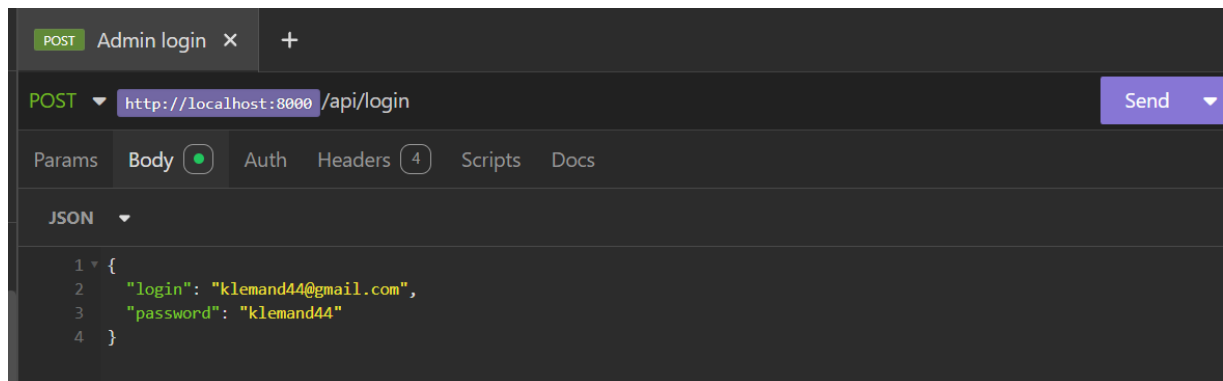 POST Admin login × +
POST http://localhost:8000 /api/login Send
Params Body Auth Headers 4 Scripts Docs
JSON
1 {
2 "login": "klemand44@gmail.com",
3 "password": "klemand44"
4 }